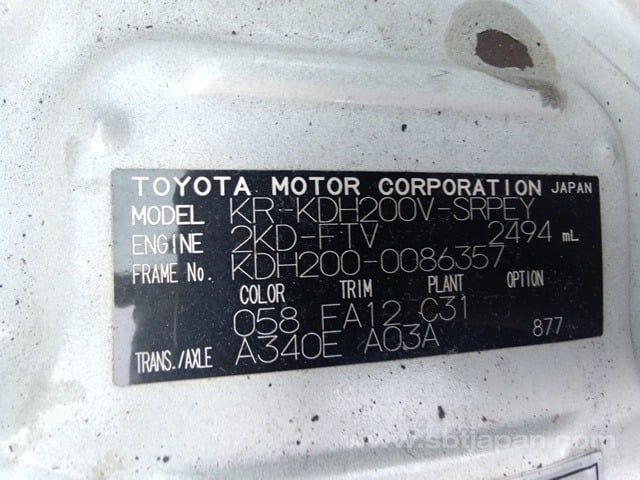 TOYOTA MOTOR CORPORATION JAPAN
MODEL KR-KDH200V-SRPEY
ENGINE 2KD-FTV 2494 mL
FRAME No. KDH200-0086357
COLOR TRIM PLANT OPTION
058 FA12 C31
877
TRANS./AXLE A340E A03A
www.sbtjapan.com